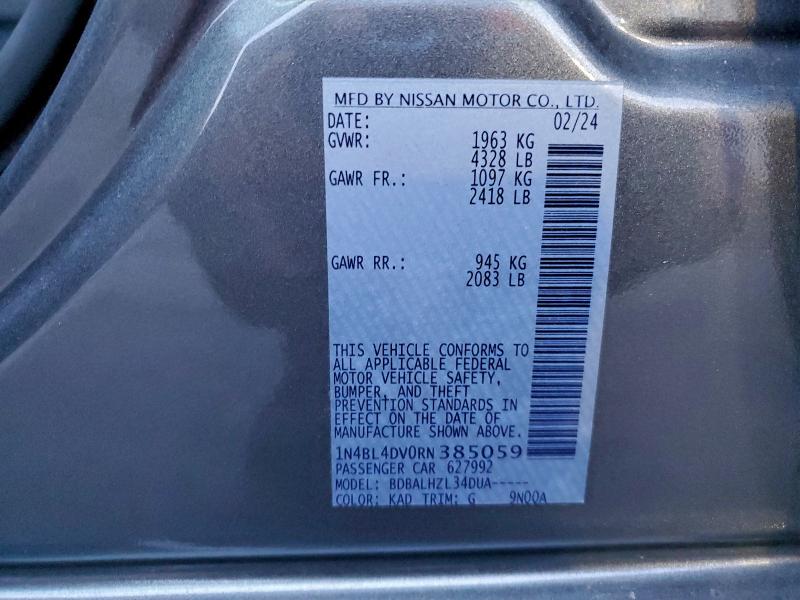 MFD BY NISSAN MOTOR CO., LTD.
DATE: 02/24
GVWR: 1963 KG
4328 LB
GAWR FR.: 1097 KG
2418 LB
GAWR RR.: 945 KG
2083 LB
THIS VEHICLE CONFORMS TO
ALL APPLICABLE FEDERAL
MOTOR VEHICLE SAFETY,
BUMPER, AND THEFT
PREVENTION STANDARDS IN
EFFECT ON THE DATE OF
MANUFACTURE SHOWN ABOVE.
1N4BL4DV0RN385059
PASSENGER CAR 627992
MODEL: BDBALHZL34DUA-----
COLOR: KAD TRIM: G 9N00A